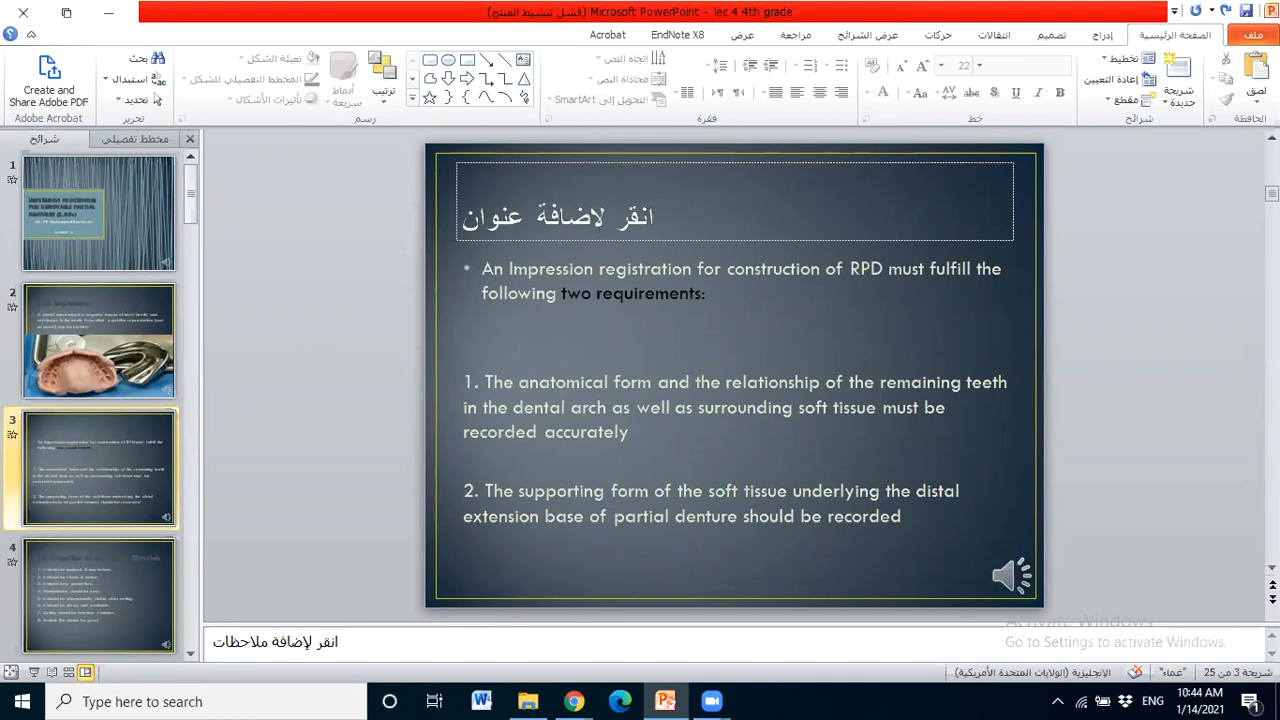 lec 4 4th grade - Microsoft PowerPoint (فشل تنشيط المنتج)
ملف
الصفحة الرئيسية
إدراج
تصميم
انتقالات
حركات
عرض الشرائح
مراجعة
عرض
EndNote X8
Acrobat
لصق
الحافظة
شريحة جديدة
تخطيط
إعادة التعيين
مقطع
شرائح
22
خط
اتجاه النص
محاذاة النص
التحويل إلى SmartArt
فقرة
ترتيب
أنماط سريعة
تعبئة الشكل
المخطط التفصيلي للشكل
تأثيرات الأشكال
رسم
بحث
استبدال
تحديد
تحرير
Create and
Share Adobe PDF
Adobe Acrobat
شرائح
مخطط تفصيلي
1
2
3
4
انقر لإضافة عنوان
• An Impression registration for construction of RPD must fulfill the
following two requirements:
1. The anatomical form and the relationship of the remaining teeth
in the dental arch as well as surrounding soft tissue must be
recorded accurately
2. The supporting form of the soft tissue underlying the distal
extension base of partial denture should be recorded
انقر لإضافة ملاحظات
Activate Windows
Go to Settings to activate Windows.
شريحة 3 من 25
"غمام"
الإنجليزية (الولايات المتحدة الأمريكية)
Type here to search
ENG
10:44 AM
1/14/2021
1